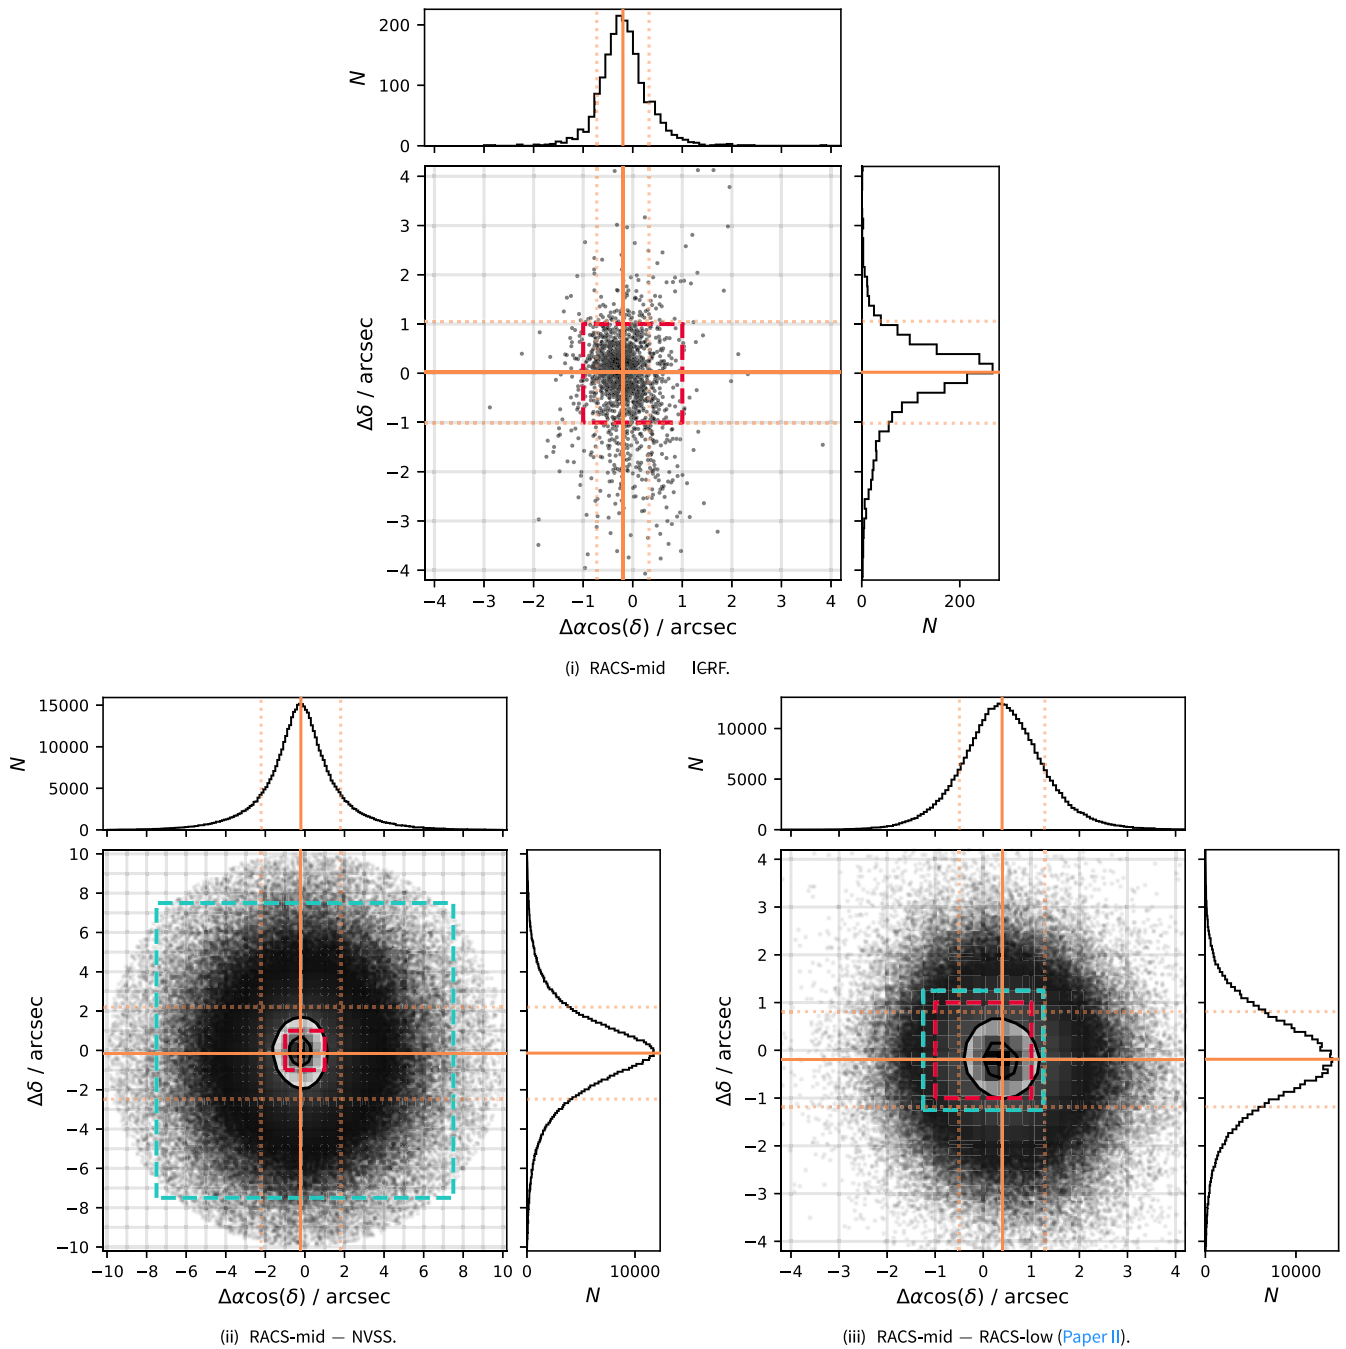 200
100
0
N
4
3
2
1
0
−1
−2
−3
−4
Δδ / arcsec
−4 −3 −2 −1 0 1 2 3 4
Δαcos(δ) / arcsec
0 200
N
(i) RACS-mid — ICRF.
15000
10000
5000
0
N
10
8
6
4
2
0
−2
−4
−6
−8
−10
Δδ / arcsec
−10 −8 −6 −4 −2 0 2 4 6 8 10
Δαcos(δ) / arcsec
0 10000
N
(ii) RACS-mid — NVSS.
10000
5000
0
N
4
3
2
1
0
−1
−2
−3
−4
Δδ / arcsec
−4 −3 −2 −1 0 1 2 3 4
Δαcos(δ) / arcsec
0 10000
N
(iii) RACS-mid — RACS-low (Paper II).